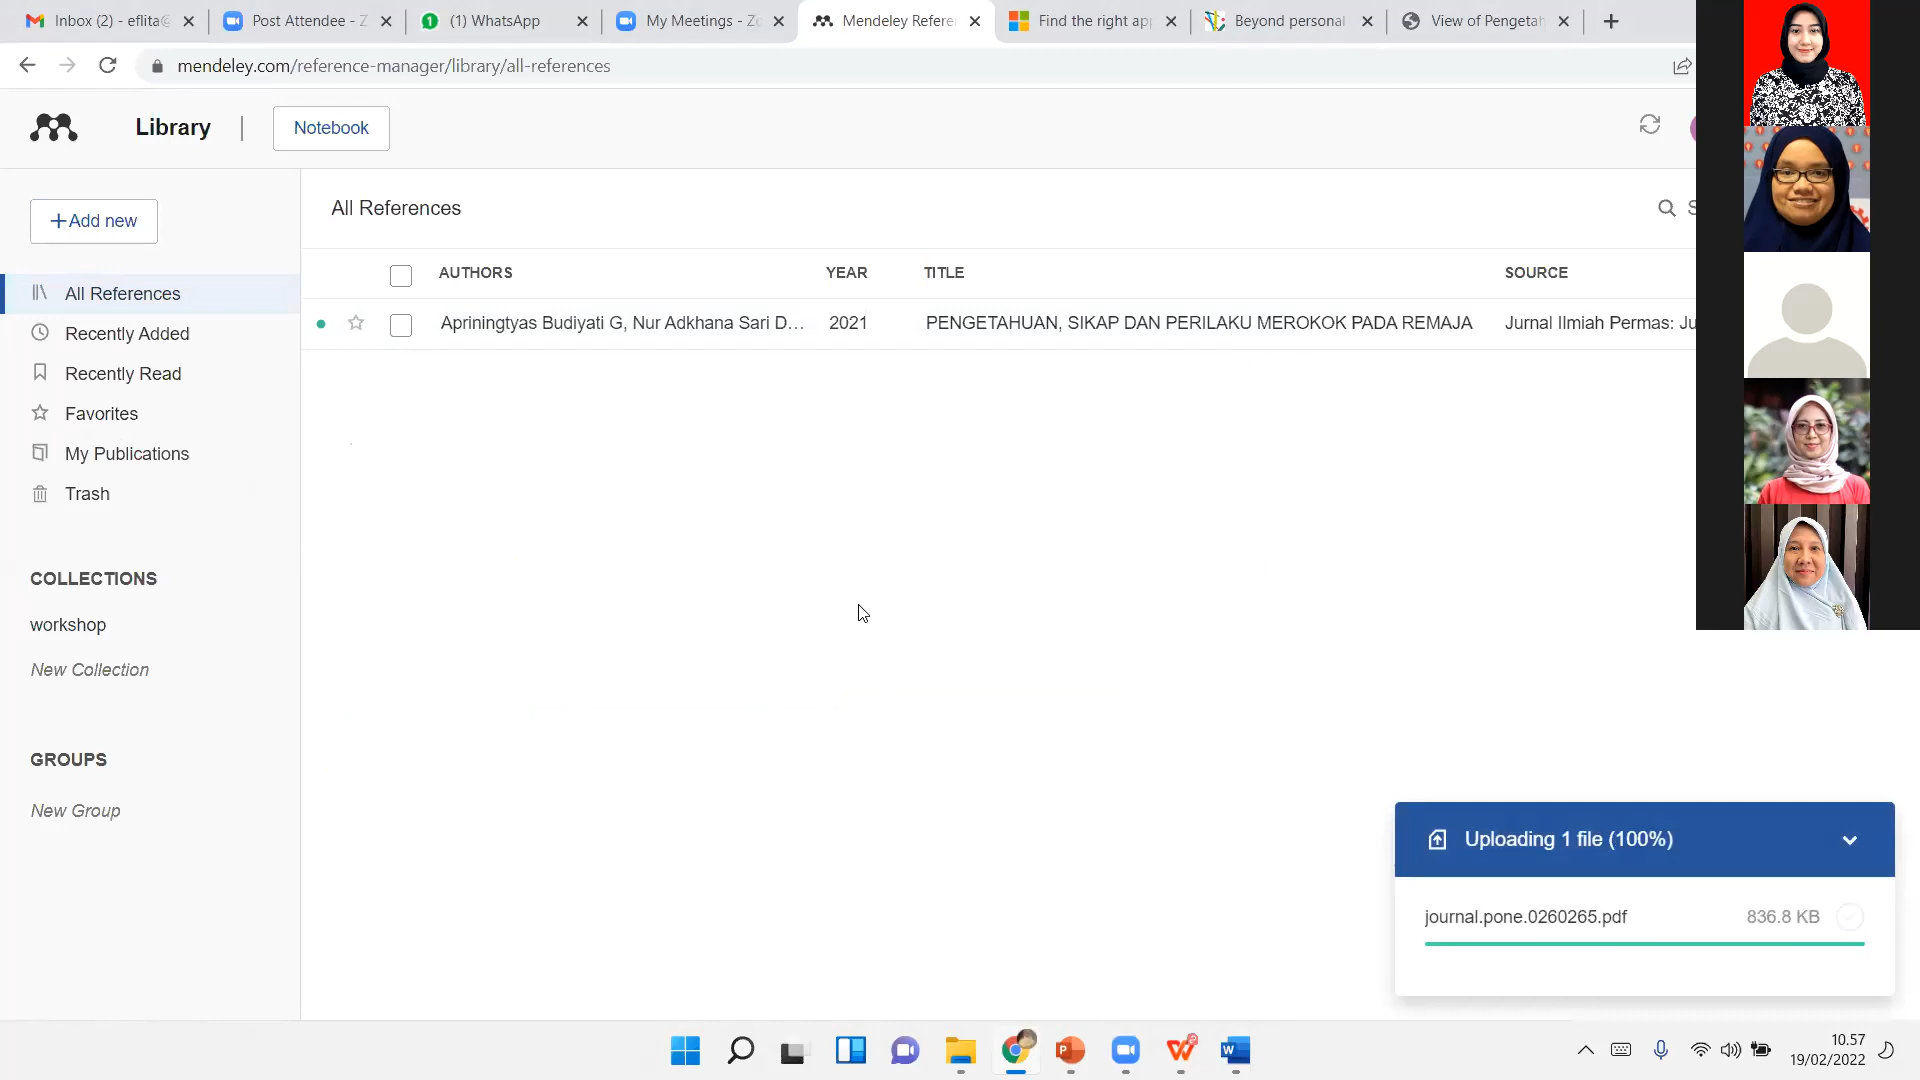 Inbox (2) - eflita@
Post Attendee - Z
(1) WhatsApp
My Meetings - Zo
Mendeley Refere
Find the right ap
Beyond personal
View of Pengetah
mendeley.com/reference-manager/library/all-references
Library
Notebook
+Add new
All References
Recently Added
Recently Read
Favorites
My Publications
Trash
COLLECTIONS
workshop
New Collection
GROUPS
New Group
All References
S
AUTHORS YEAR TITLE SOURCE
Apriningtyas Budiyati G, Nur Adkhana Sari D... 2021 PENGETAHUAN, SIKAP DAN PERILAKU MEROKOK PADA REMAJA Jurnal Ilmiah Permas: Ju
Uploading 1 file (100%)
journal.pone.0260265.pdf 836.8 KB
10.57
19/02/2022